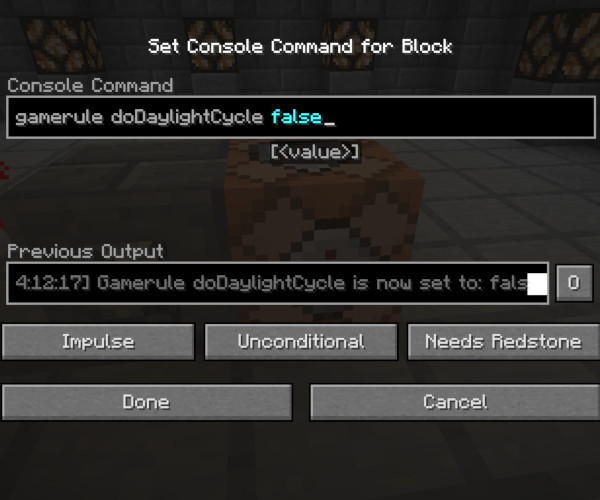 Set Console Command for Block
Console Command
gamerule doDaylightCycle false_
[<value>]
Previous Output
4:12:17] Gamerule doDaylightCycle is now set to: fals
O
Impulse
Unconditional
Needs Redstone
Done
Cancel